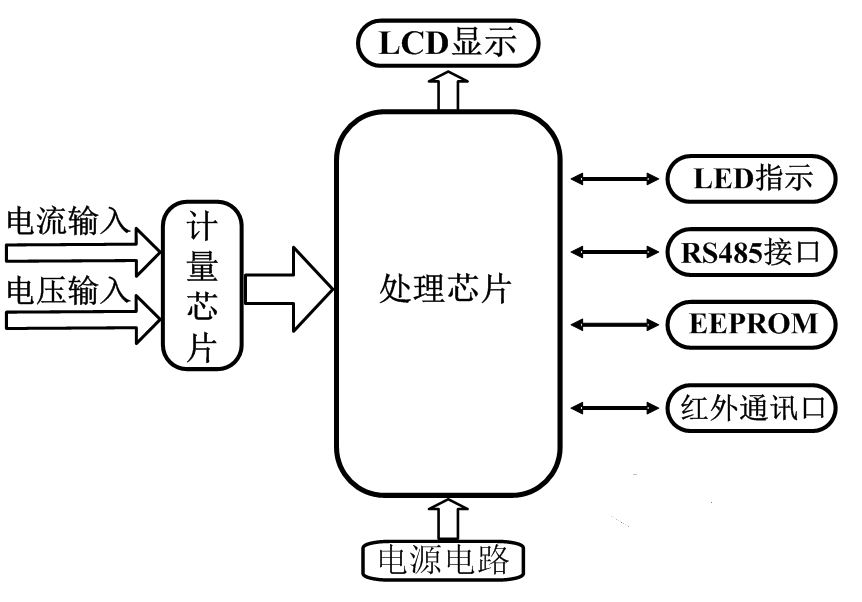 LCD显示
电流输入
电压输入
计量芯片
处理芯片
LED指示
RS485接口
EEPROM
红外通讯口
电源电路